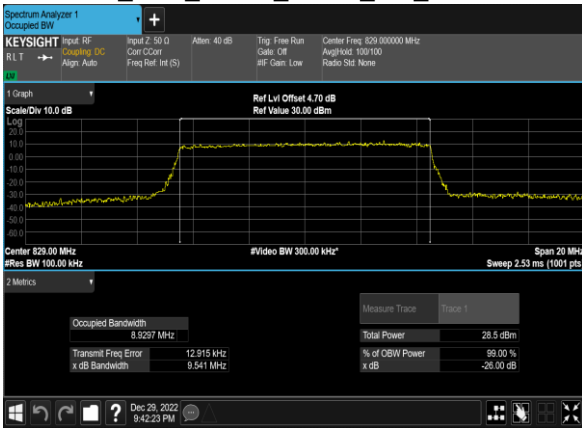 Spectrum Analyzer 1
Occupied BW
+
KEYSIGHT Input: RF Input Z: 50 Ω Atten: 40 dB Trig: Free Run Center Freq: 829.000000 MHz
RLT Coupling: DC Corr CCorr Gate: Off Avg|Hold: 100/100
Align: Auto Freq Ref: Int (S) #IF Gain: Low Radio Std: None
LXI
1 Graph
Ref Lvl Offset 4.70 dB
Scale/Div 10.0 dB Ref Value 30.00 dBm
Log
20.0
10.0
0.00
-10.0
-20.0
-30.0
-40.0
-50.0
-60.0
Center 829.00 MHz #Video BW 300.00 kHz* Span 20 MHz
#Res BW 100.00 kHz Sweep 2.53 ms (1001 pts)
2 Metrics
Measure Trace Trace 1
Occupied Bandwidth
8.9297 MHz Total Power 28.5 dBm
Transmit Freq Error 12.915 kHz % of OBW Power 99.00 %
x dB Bandwidth 9.541 MHz x dB -26.00 dB
? Dec 29, 2022
9:42:23 PM